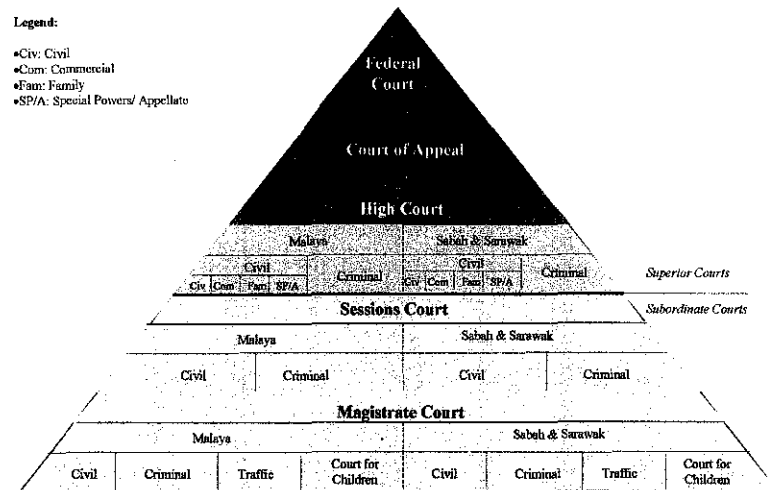 Legend:
•Civ: Civil
•Com: Commercial
•Fam: Family
•SP/A: Special Powers/ Appellate
Federal
Court
Court of Appeal
High Court
Malaya Sabah & Sarawak
Civil Criminal Civil Criminal
Civ Com Fam SP/A Civ Com Fam SP/A
Superior Courts
Sessions Court
Subordinate Courts
Malaya Sabah & Sarawak
Civil Criminal Civil Criminal
Magistrate Court
Malaya Sabah & Sarawak
Civil Criminal Traffic Court for Children Civil Criminal Traffic Court for Children